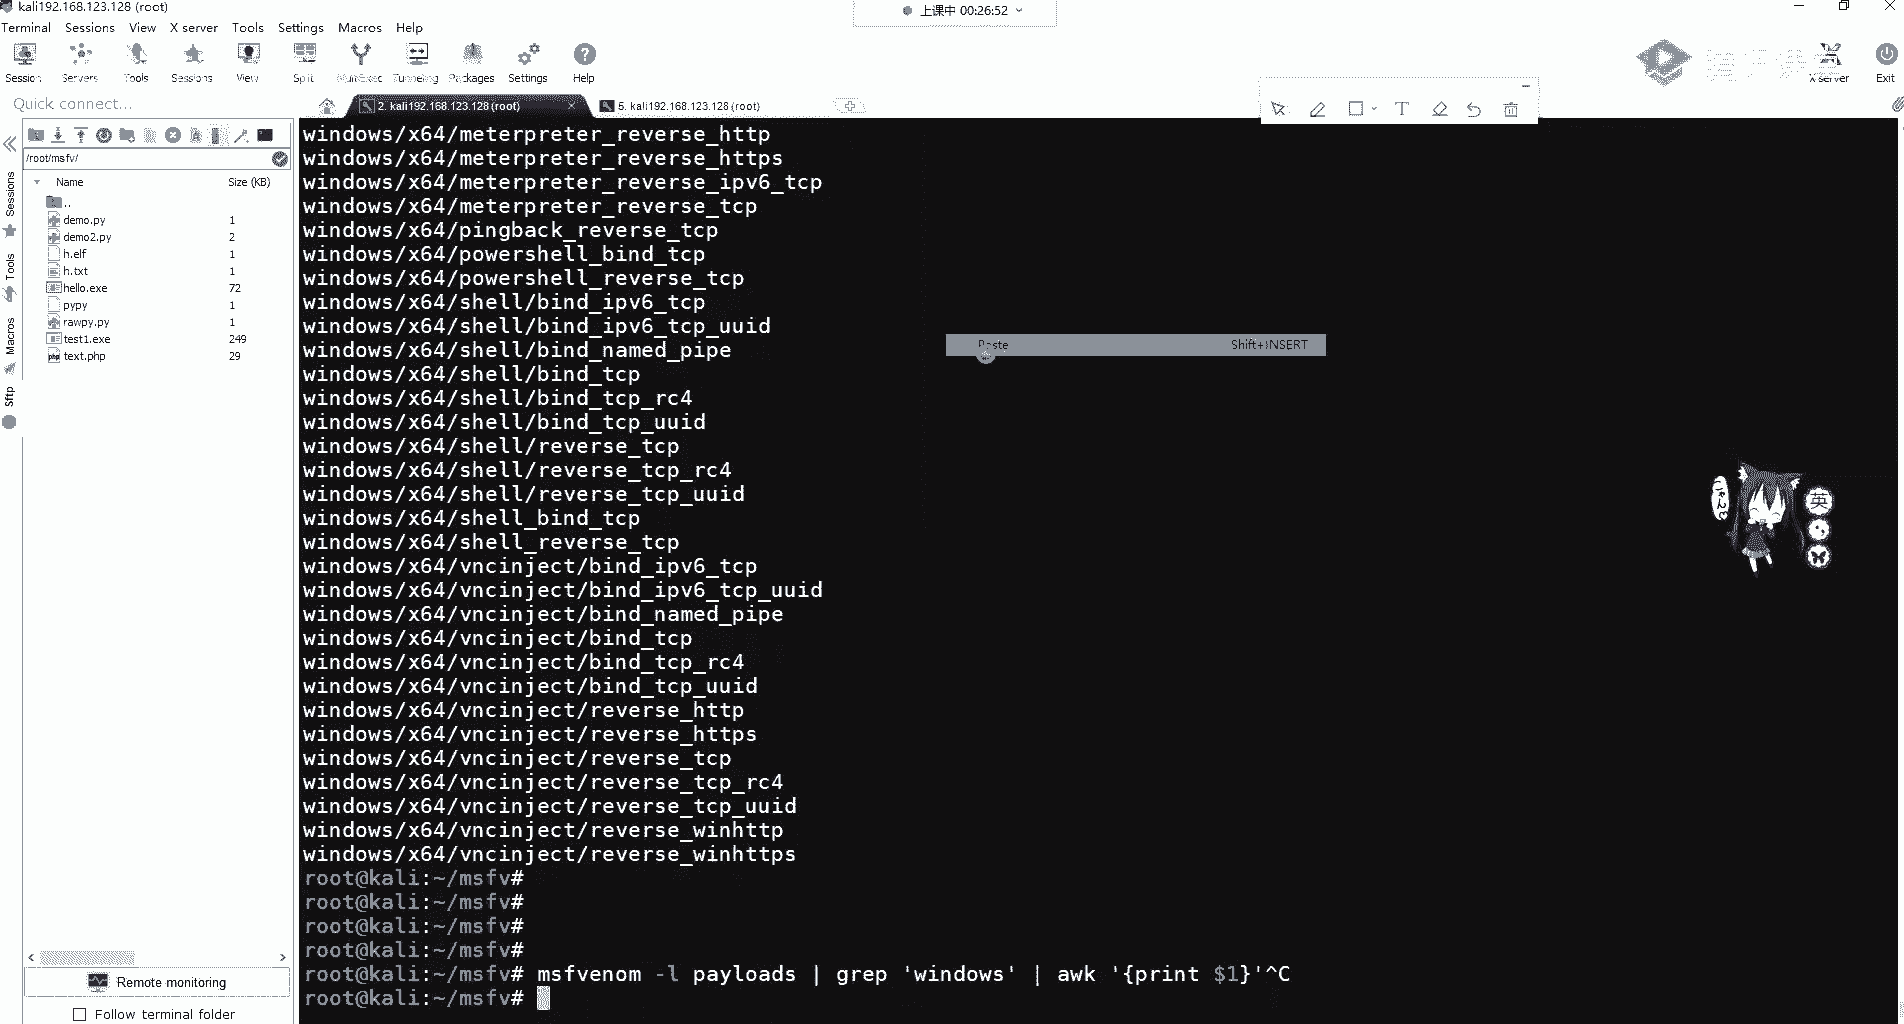 kali192.168.123.128 (root)
上课中 00:26:52
Terminal Sessions View X server Tools Settings Macros Help
Session Servers Tools Sessions View Split MultiExec Tunneling Packages Settings Help
X server Exit
Quick connect...
2. kali192.168.123.128 (root)
5. kali192.168.123.128 (root)
/root/msfv/
Name Size (KB)
..
demo.py 1
demo2.py 2
h.elf 1
h.txt 1
hello.exe 72
pypy 1
rawpy.py 1
test1.exe 249
text.php 29
Sessions
Tools
Macros
Sftp
windows/x64/meterpreter_reverse_http
windows/x64/meterpreter_reverse_https
windows/x64/meterpreter_reverse_ipv6_tcp
windows/x64/meterpreter_reverse_tcp
windows/x64/pingback_reverse_tcp
windows/x64/powershell_bind_tcp
windows/x64/powershell_reverse_tcp
windows/x64/shell/bind_ipv6_tcp
windows/x64/shell/bind_ipv6_tcp_uuid
windows/x64/shell/bind_named_pipe
windows/x64/shell/bind_tcp
windows/x64/shell/bind_tcp_rc4
windows/x64/shell/bind_tcp_uuid
windows/x64/shell/reverse_tcp
windows/x64/shell/reverse_tcp_rc4
windows/x64/shell/reverse_tcp_uuid
windows/x64/shell_bind_tcp
windows/x64/shell_reverse_tcp
windows/x64/vncinject/bind_ipv6_tcp
windows/x64/vncinject/bind_ipv6_tcp_uuid
windows/x64/vncinject/bind_named_pipe
windows/x64/vncinject/bind_tcp
windows/x64/vncinject/bind_tcp_rc4
windows/x64/vncinject/bind_tcp_uuid
windows/x64/vncinject/reverse_http
windows/x64/vncinject/reverse_https
windows/x64/vncinject/reverse_tcp
windows/x64/vncinject/reverse_tcp_rc4
windows/x64/vncinject/reverse_tcp_uuid
windows/x64/vncinject/reverse_winhttp
windows/x64/vncinject/reverse_winhttps
root@kali:~/msfv#
root@kali:~/msfv#
root@kali:~/msfv#
root@kali:~/msfv#
root@kali:~/msfv# msfvenom -l payloads | grep 'windows' | awk '{print $1}'^C
root@kali:~/msfv#
Paste Shift+INSERT
英
Remote monitoring
Follow terminal folder